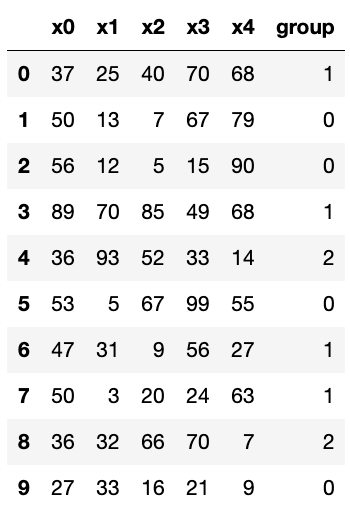 x0 x1 x2 x3 x4 group
0 37 25 40 70 68 1
1 50 13 7 67 79 0
2 56 12 5 15 90 0
3 89 70 85 49 68 1
4 36 93 52 33 14 2
5 53 5 67 99 55 0
6 47 31 9 56 27 1
7 50 3 20 24 63 1
8 36 32 66 70 7 2
9 27 33 16 21 9 0